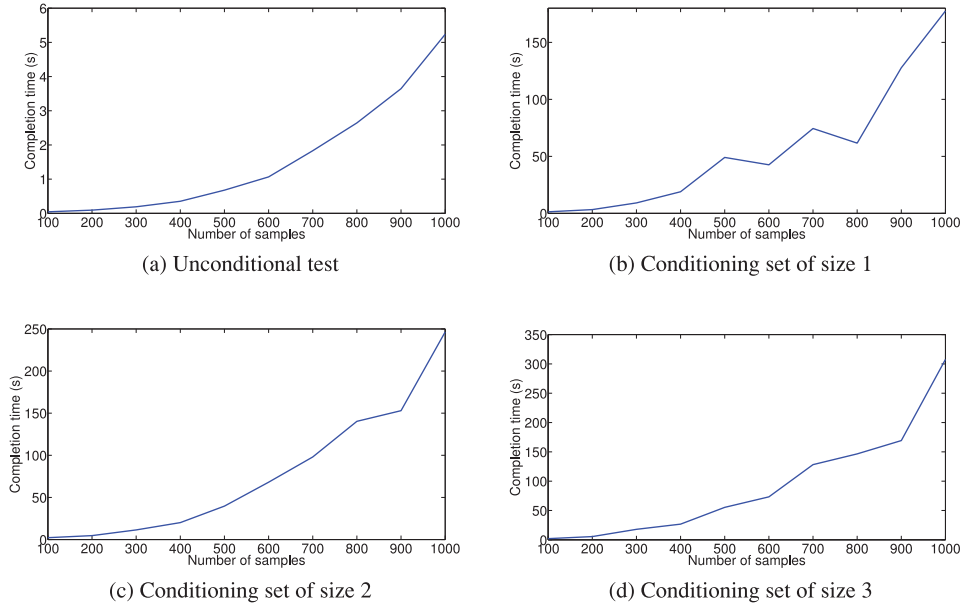 6
5
4
3
2
1
0
Completion time (s)
100 200 300 400 500 600 700 800 900 1000
Number of samples
(a) Unconditional test
150
100
50
0
Completion time (s)
100 200 300 400 500 600 700 800 900 1000
Number of samples
(b) Conditioning set of size 1
250
200
150
100
50
0
Completion time (s)
100 200 300 400 500 600 700 800 900 1000
Number of samples
(c) Conditioning set of size 2
350
300
250
200
150
100
50
0
Completion time (s)
100 200 300 400 500 600 700 800 900 1000
Number of samples
(d) Conditioning set of size 3